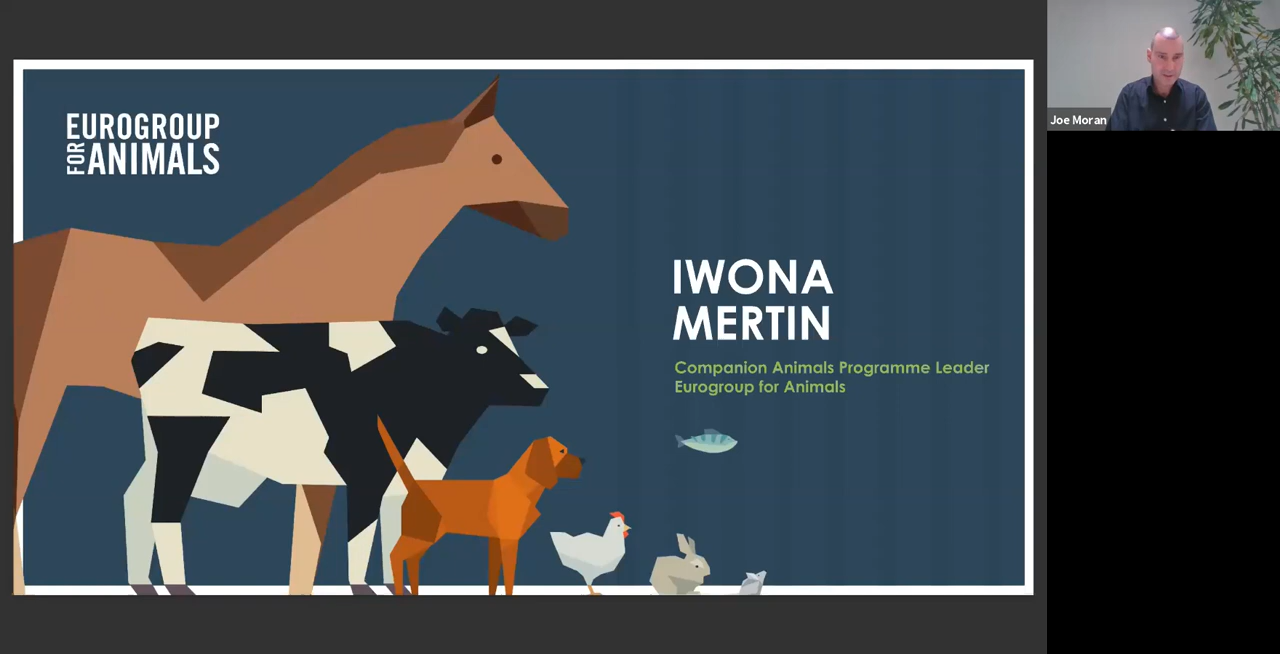 EUROGROUP
FOR ANIMALS
IWONA
MERTIN
Companion Animals Programme Leader
Eurogroup for Animals
Joe Moran